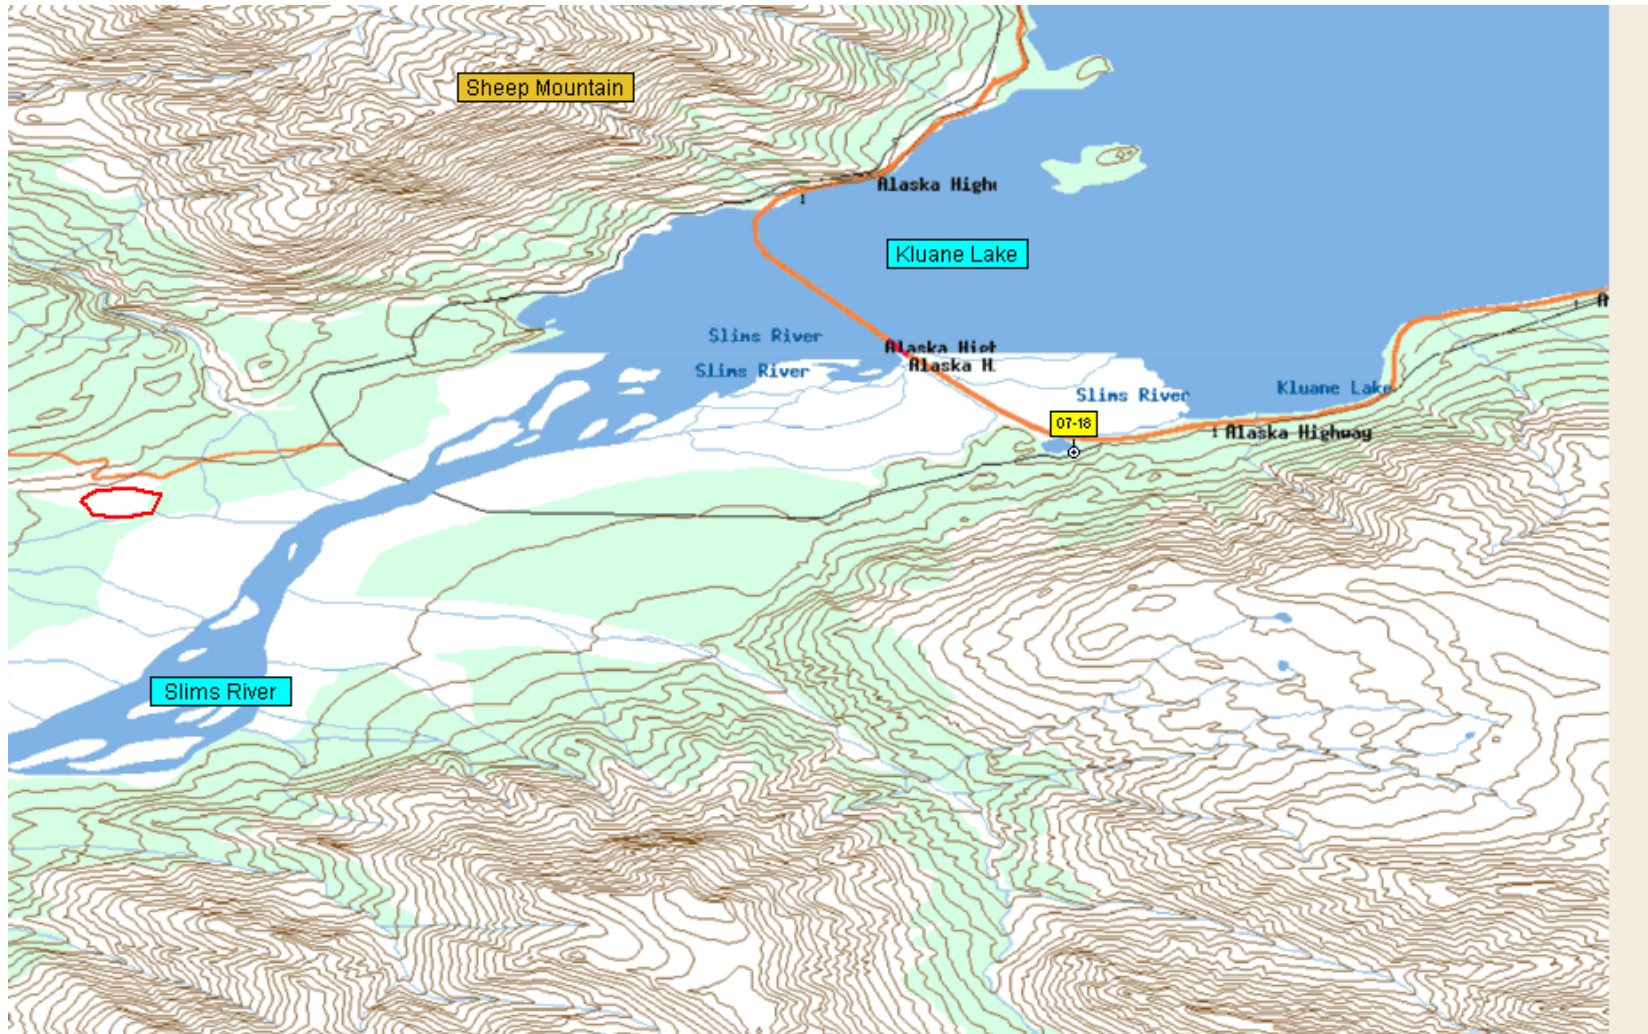 Sheep Mountain
Alaska High
Kluane Lake
Slims River
Alaska High
Alaska H
Slims River
Slims River
Kluane Lake
07-18
Alaska Highway
Slims River